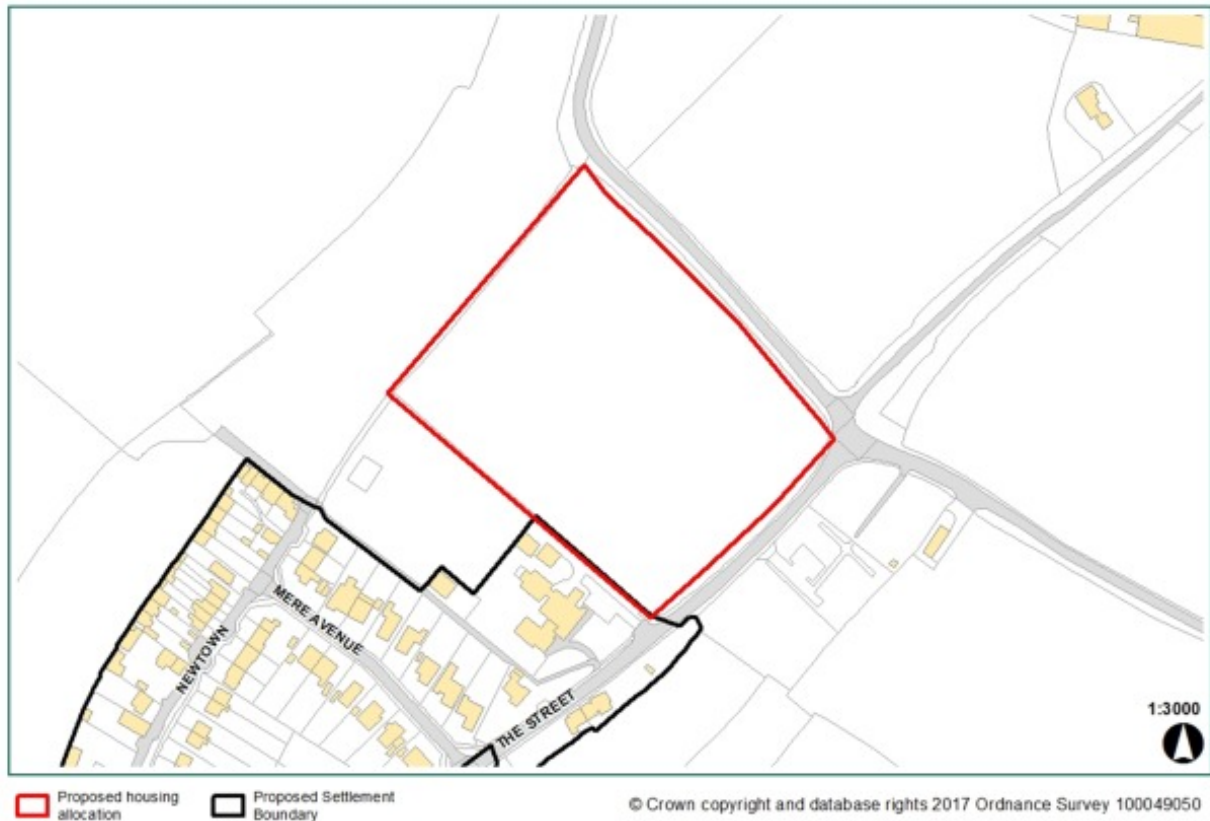 NEWTOWN
MERE AVENUE
THE STREET
1:3000
Proposed housing
allocation
Proposed Settlement
Boundary
© Crown copyright and database rights 2017 Ordnance Survey 100049050